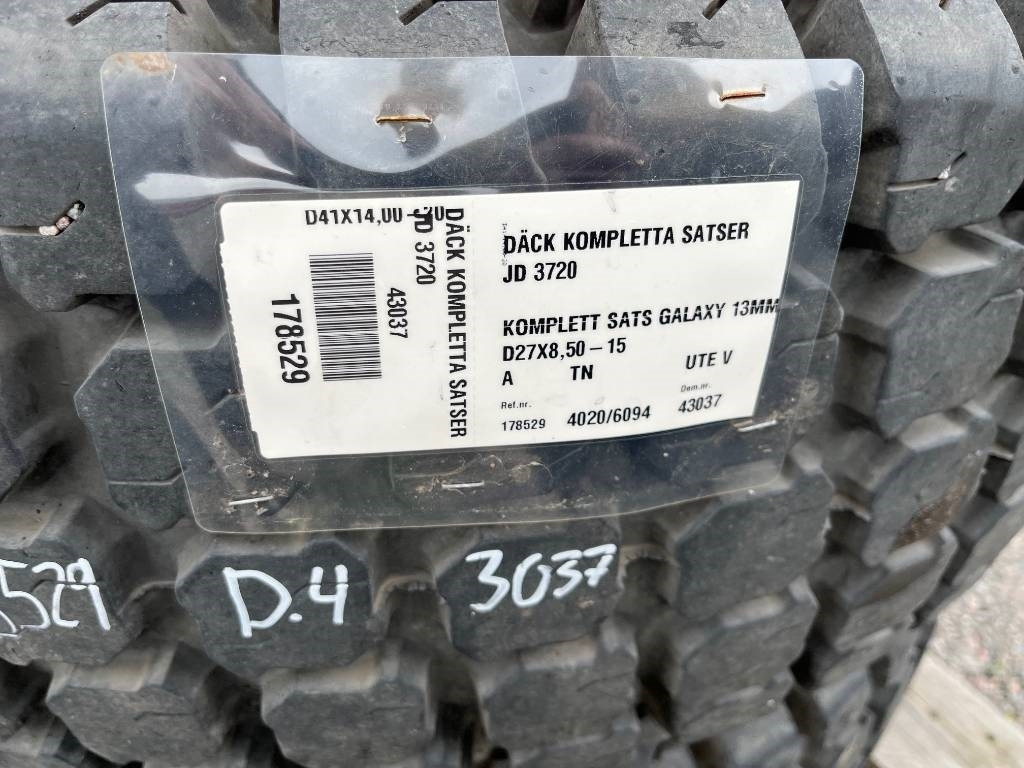 D41X14,00-20
DÄCK KOMPLETTA SATSER
JD 3720
43037
178529
DÄCK KOMPLETTA SATSER
JD 3720
KOMPLETT SATS GALAXY 13MM
D27X8,50-15
A TN UTE V
Ref.nr. Dem.nr.
178529 4020/6094 43037
529 D.4 3037